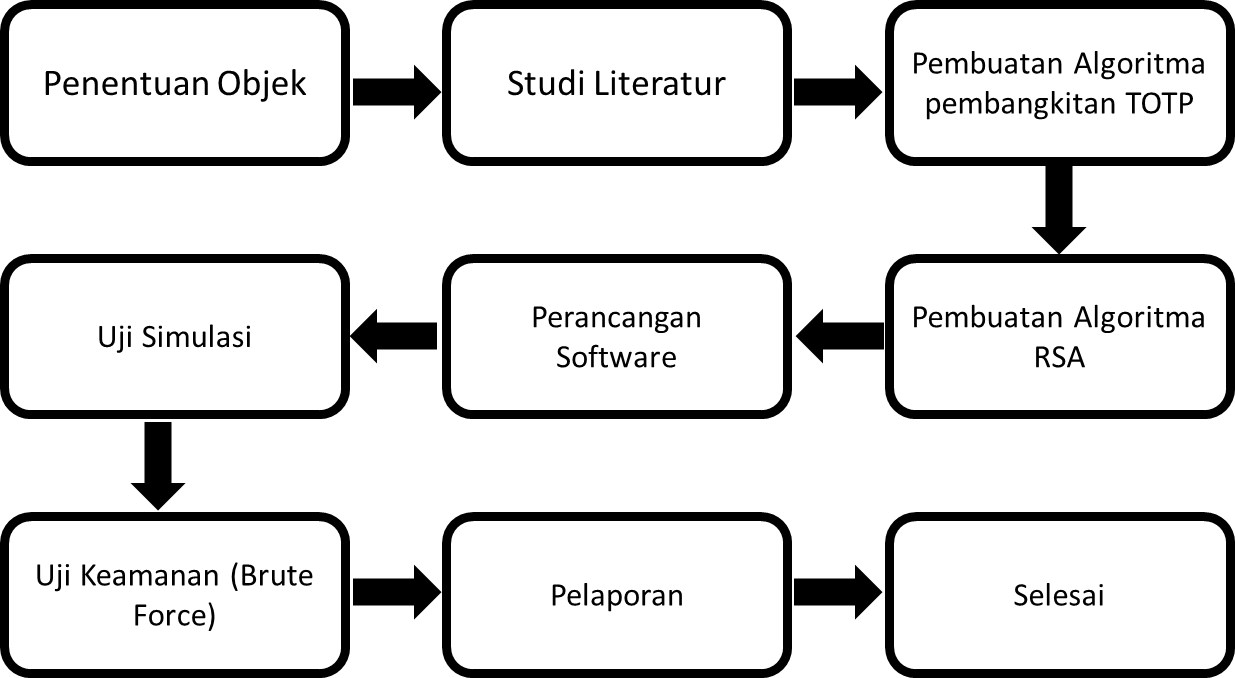 Penentuan Objek
Studi Literatur
Pembuatan Algoritma
pembangkitan TOTP
Pembuatan Algoritma
RSA
Perancangan
Software
Uji Simulasi
Uji Keamanan (Brute
Force)
Pelaporan
Selesai